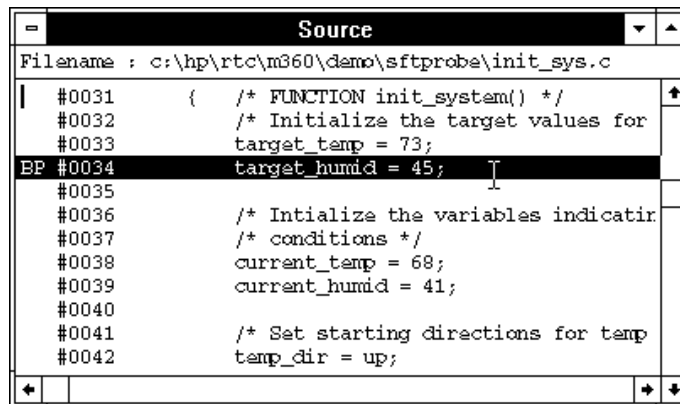 Source
Filename : c:\hp\rtc\m360\demo\sftprobe\init_sys.c
#0031 { /* FUNCTION init_system() */
#0032 /* Initialize the target values for
#0033 target_temp = 73;
BP #0034 target_humid = 45;
#0035
#0036 /* Intialize the variables indicatin
#0037 /* conditions */
#0038 current_temp = 68;
#0039 current_humid = 41;
#0040
#0041 /* Set starting directions for temp
#0042 temp_dir = up;